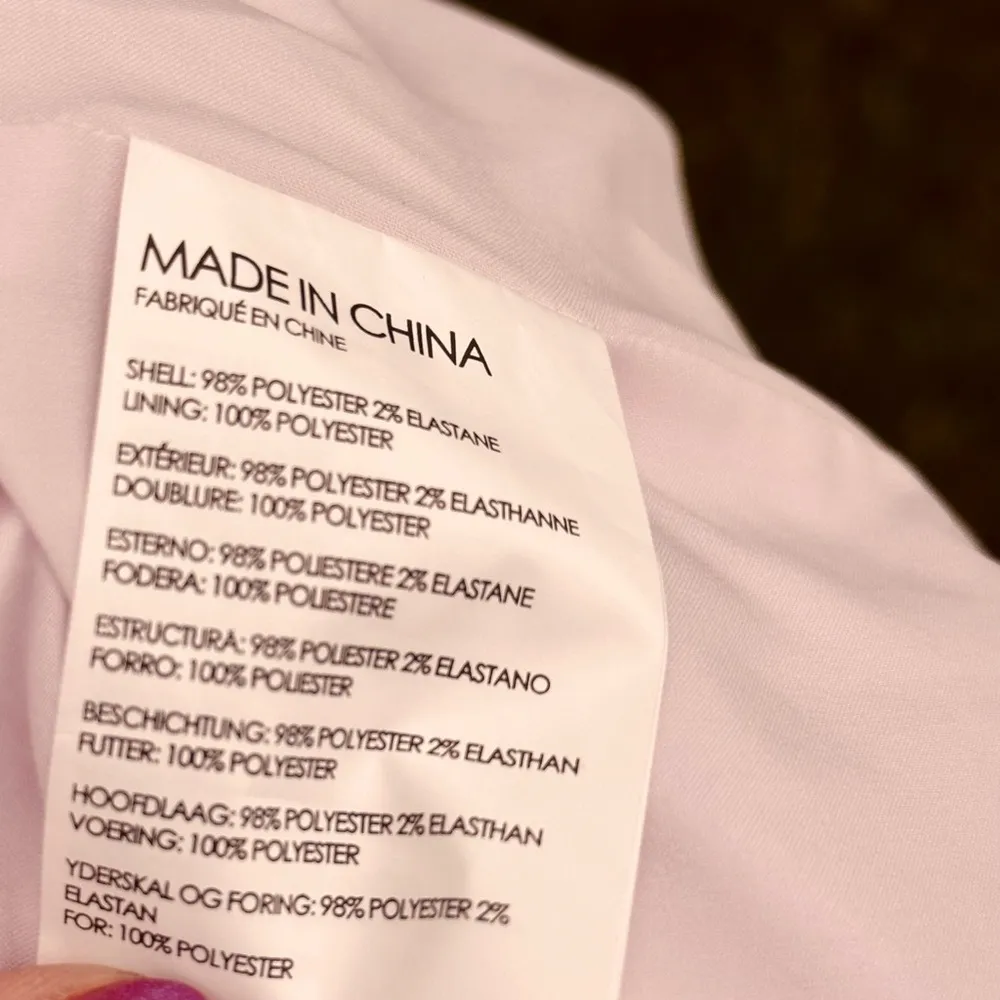 MADE IN CHINA
FABRIQUÉ EN CHINE
SHELL: 98% POLYESTER 2% ELASTANE
LINING: 100% POLYESTER
EXTÉRIEUR: 98% POLYESTER 2% ELASTHANNE
DOUBLURE: 100% POLYESTER
ESTERNO: 98% POLIESTERE 2% ELASTANE
FODERA: 100% POLIESTERE
ESTRUCTURA: 98% POLIESTER 2% ELASTANO
FORRO: 100% POLIESTER
BESCHICHTUNG: 98% POLYESTER 2% ELASTHAN
FUTTER: 100% POLYESTER
HOOFDLAAG: 98% POLYESTER 2% ELASTHAN
VOERING: 100% POLYESTER
YDERSKAL OG FORING: 98% POLYESTER 2%
ELASTAN
FOR: 100% POLYESTER